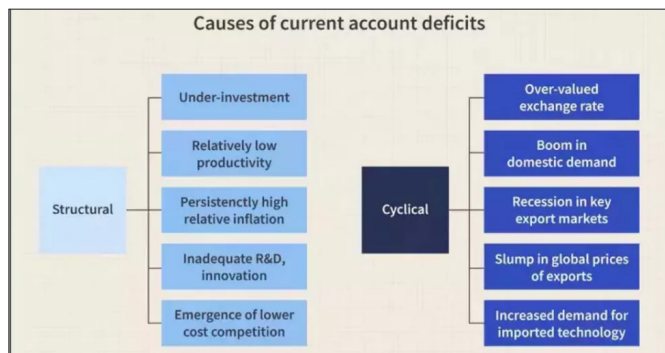 Causes of current account deficits
Structural
Under-investment
Relatively low
productivity
Persistenctly high
relative inflation
Inadequate R&D,
innovation
Emergence of lower
cost competition
Cyclical
Over-valued
exchange rate
Boom in
domestic demand
Recession in key
export markets
Slump in global prices
of exports
Increased demand for
imported technology